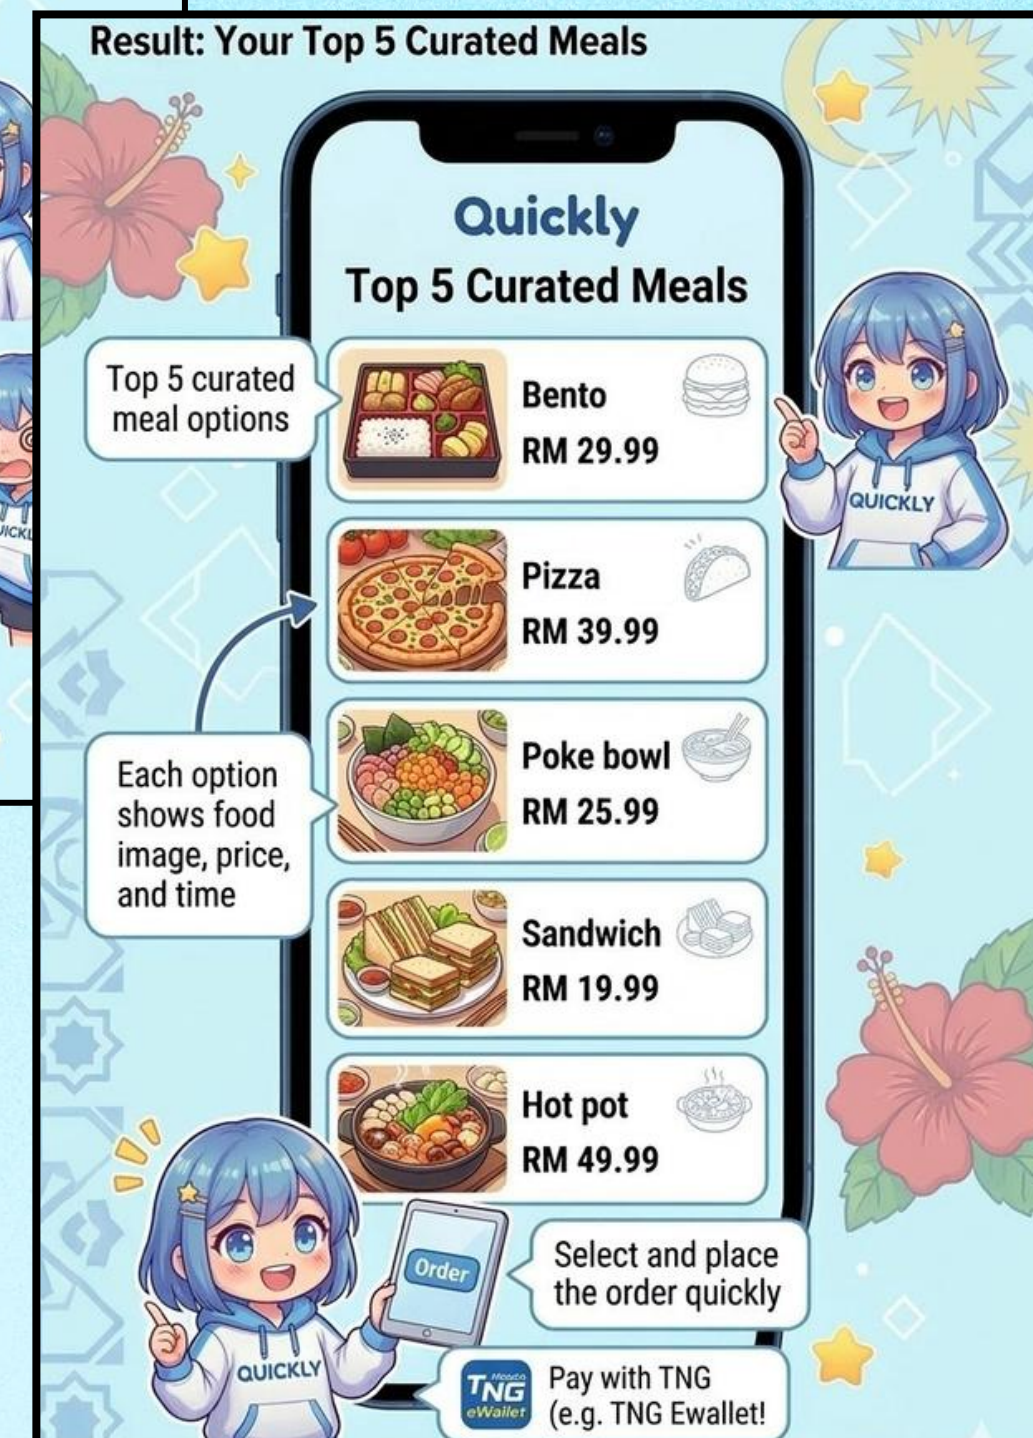 Result: Your Top 5 Curated Meals
Quickly
Top 5 Curated Meals
Top 5 curated
meal options
Bento
RM 29.99
QUICKLY
Pizza
RM 39.99
Each option
shows food
image, price,
and time
Poke bowl
RM 25.99
Sandwich
RM 19.99
Hot pot
RM 49.99
Order
Select and place
the order quickly
QUICKLY
TNG
eWallet
Pay with TNG
(e.g. TNG Ewallet!